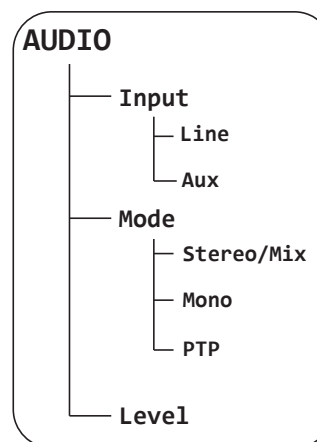 AUDIO
Input
Line
Aux
Mode
Stereo/Mix
Mono
PTP
Level